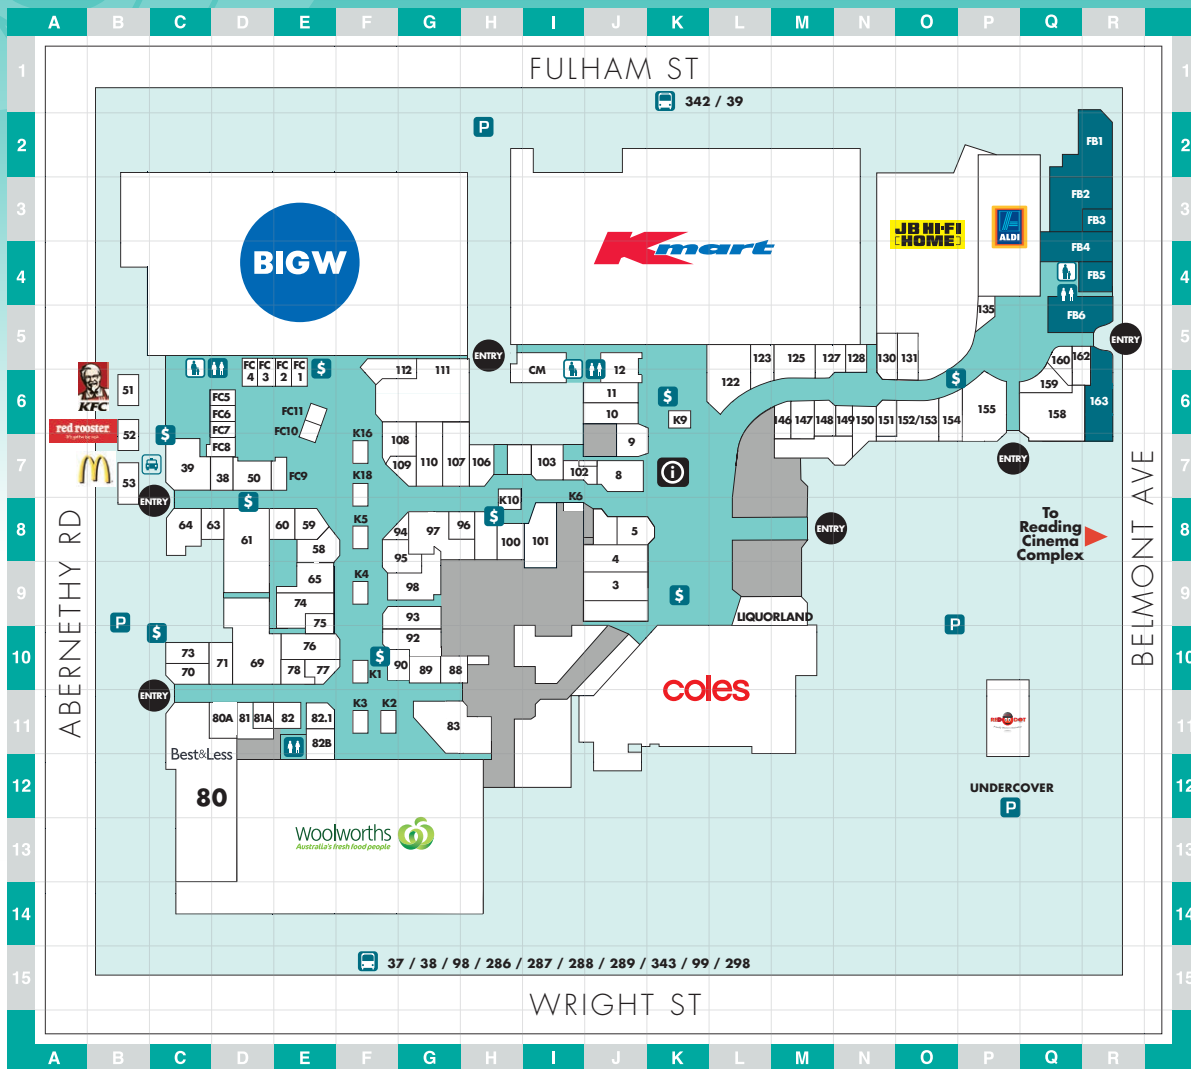 A B C D E F G H I J K L M N O P Q R
1 1
FULHAM ST
342 / 39
P
2 2
FB1
3 3
FB2
FB3
BIGW
Kmart
JB HI-FI
HOME
ALDI
FB4
4 4
FB5
135
FB6
5 5
ENTRY
ENTRY
FC4 FC3 FC2 FC1
$
112 111
CM
12
123 125 127 128 130 131
160 162
KFC
51
6 6
FC5
FC6
FC7
FC8
FC11
FC10
11
10
$
K9
122
$
159
158
163
155
red rooster
52
$
K16
108
9
146 147 148 149 150 151 152/153 154
7 7
53
39
38 50
FC9
K18
109 110 107 106
103
102
8
i
ENTRY
ENTRY
$
K10
K6
8 8
64 63
61
60 59
58
K5
94
97
96
$
100
101
5
4
ENTRY
To
Reading
Cinema
Complex
95
9 9
65
K4
98
3
$
74
75
93
LIQUORLAND
P
$
P
ABERNETHY RD
BELMONT AVE
10 10
73
70
71
69
76
78 77
92
$
K1
90 89 88
coles
ENTRY
11 11
80A 81 81A 82 82.1
K3 K2
83
RED DOT
Best&Less
82B
12 12
80
UNDERCOVER
P
13 13
Woolworths
Australia's fresh food people
14 14
15 15
37 / 38 / 98 / 286 / 287 / 288 / 289 / 343 / 99 / 298
WRIGHT ST
A B C D E F G H I J K L M N O P Q R